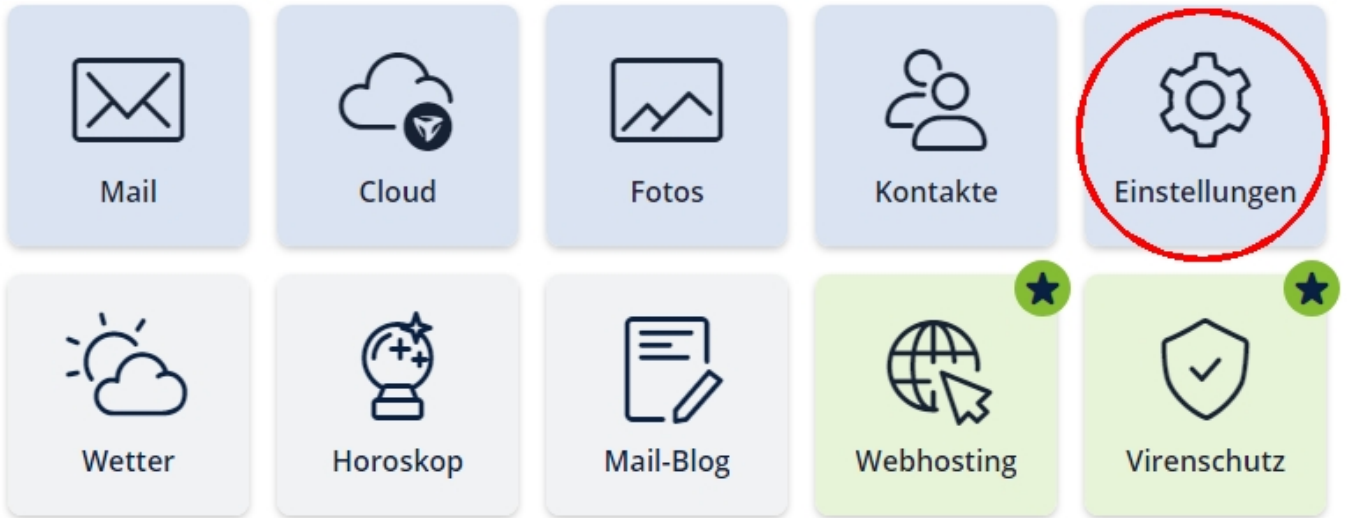 Mail
Cloud
Fotos
Kontakte
Einstellungen
Wetter
Horoskop
Mail-Blog
Webhosting
Virenschutz